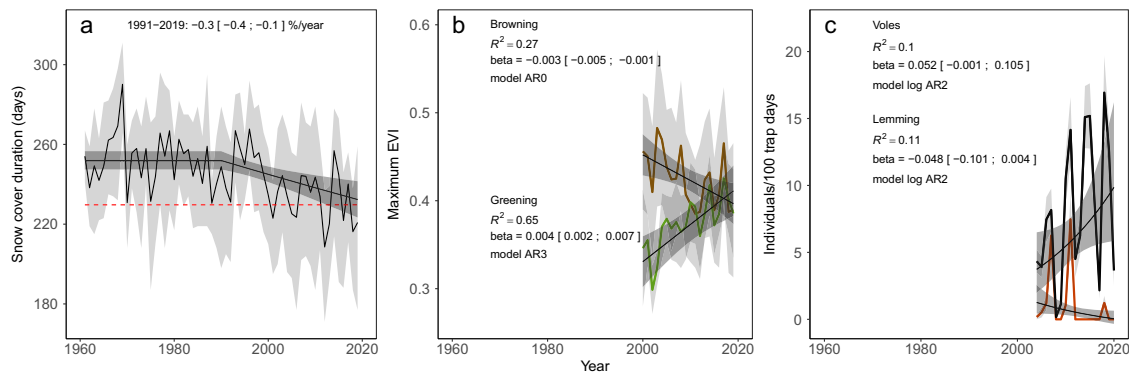 a
1991−2019: −0.3 [ −0.4 ; −0.1 ] %/year
Snow cover duration (days)
300
260
220
180
1960
1980
2000
2020
b
Browning
R² = 0.27
beta = −0.003 [ −0.005 ; −0.001 ]
model AR0
Greening
R² = 0.65
beta = 0.004 [ 0.002 ; 0.007 ]
model AR3
Maximum EVI
0.6
0.5
0.4
0.3
1960
1980
2000
2020
Year
c
Voles
R² = 0.1
beta = 0.052 [ -0.001 ; 0.105 ]
model log AR2
Lemming
R² = 0.11
beta = −0.048 [ -0.101 ; 0.004 ]
model log AR2
Individuals/100 trap days
20
15
10
5
0
1960
1980
2000
2020